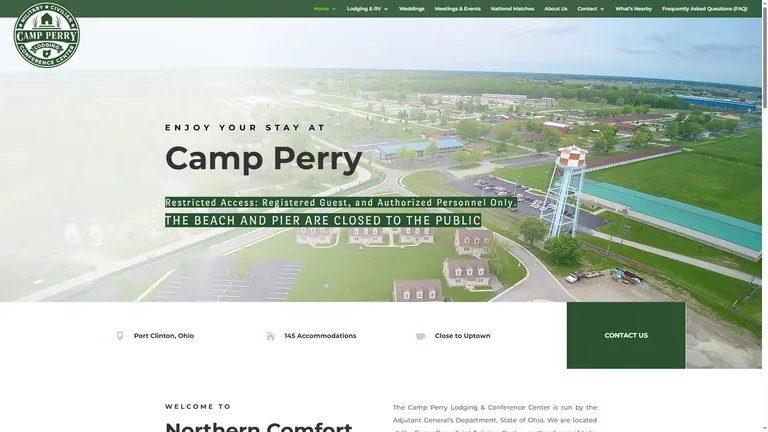 Home Lodging & RV Weddings Meetings & Events National Matches About Us Contact What's Nearby Frequently Asked Questions (FAQ)
MILITARY ★ CIVILIAN
CAMP PERRY
LODGING
CONFERENCE CENTER
ENJOY YOUR STAY AT
Camp Perry
Restricted Access: Registered Guest, and Authorized Personnel Only.
THE BEACH AND PIER ARE CLOSED TO THE PUBLIC
Port Clinton, Ohio
145 Accommodations
Close to Uptown
CONTACT US
WELCOME TO
Northern Comfort
The Camp Perry Lodging & Conference Center is run by the
Adjutant General's Department, State of Ohio. We are located